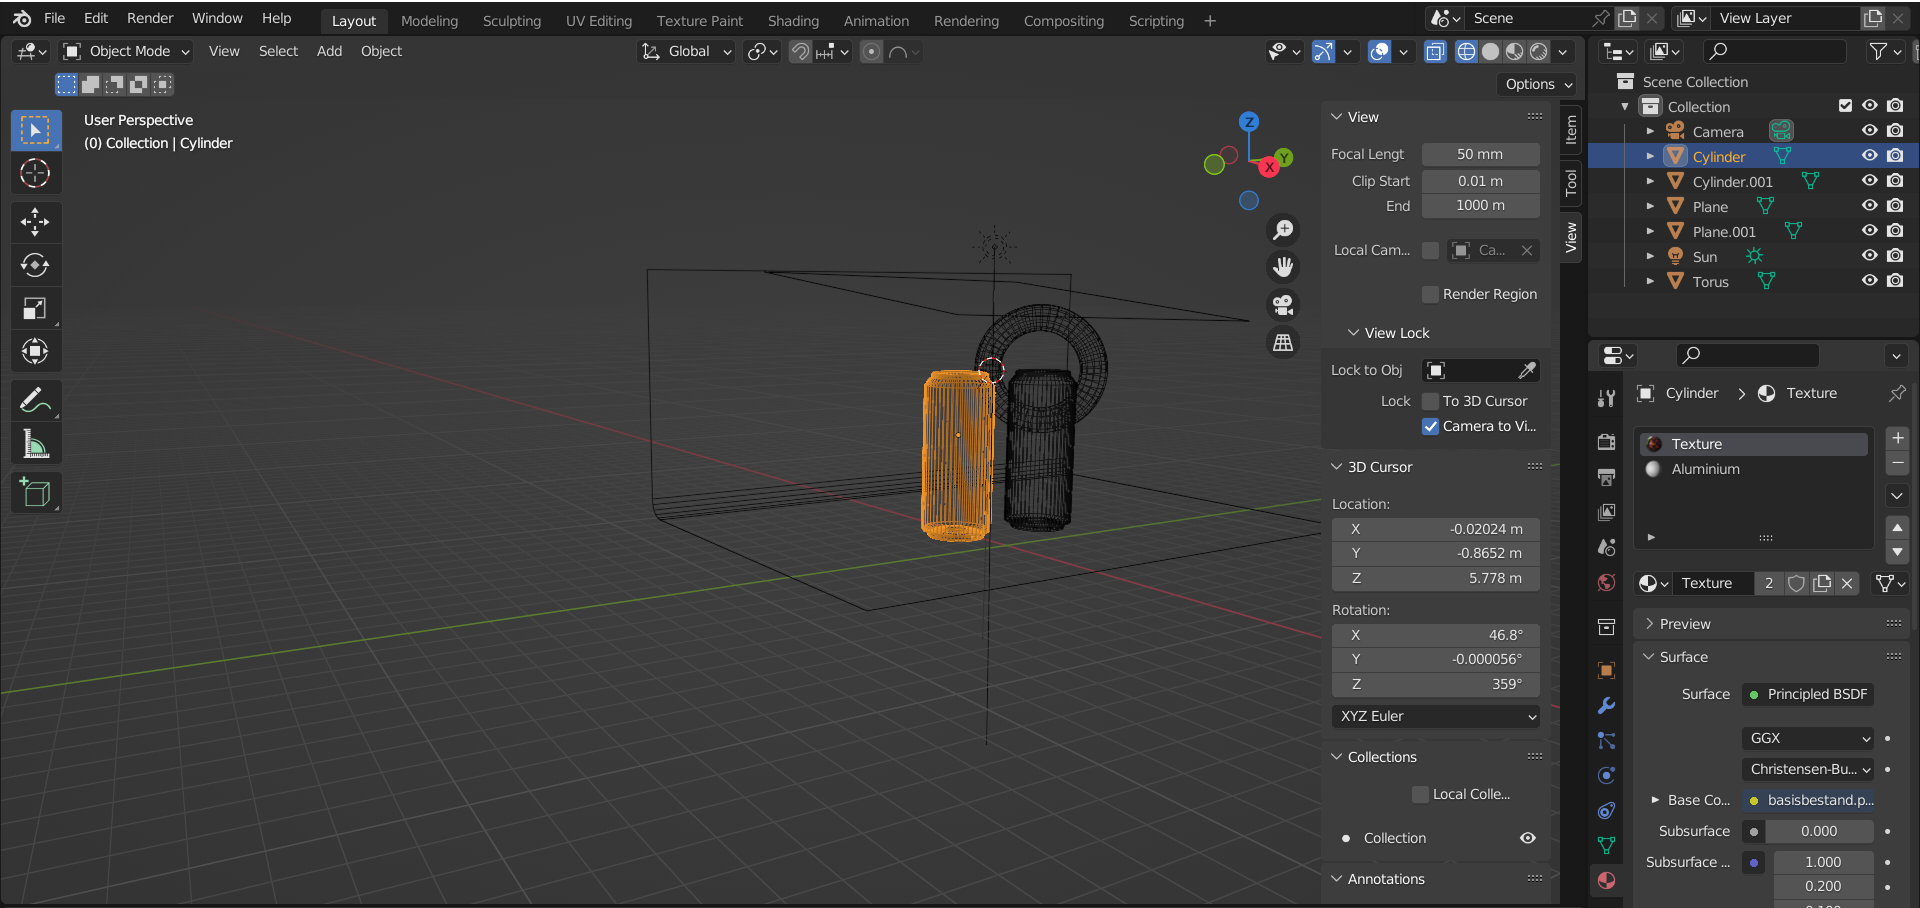 File Edit Render Window Help Layout Modeling Sculpting UV Editing Texture Paint Shading Animation Rendering Compositing Scripting + Scene View Layer
Object Mode View Select Add Object Global
Options
User Perspective
(0) Collection | Cylinder
Z
Y
X
View
Focal Lengt 50 mm
Clip Start 0.01 m
End 1000 m
Local Cam... Ca...
Render Region
View Lock
Lock to Obj
Lock To 3D Cursor
Camera to Vi...
3D Cursor
Location:
X -0.02024 m
Y -0.8652 m
Z 5.778 m
Rotation:
X 46.8°
Y -0.000056°
Z 359°
XYZ Euler
Collections
Local Colle...
Collection
Annotations
Item
Tool
View
Scene Collection
Collection
Camera
Cylinder
Cylinder.001
Plane
Plane.001
Sun
Torus
Cylinder > Texture
Texture
Aluminium
Texture 2
Preview
Surface
Surface Principled BSDF
GGX
Christensen-Bu...
Base Co... basisbestand.p...
Subsurface 0.000
Subsurface ... 1.000
0.200